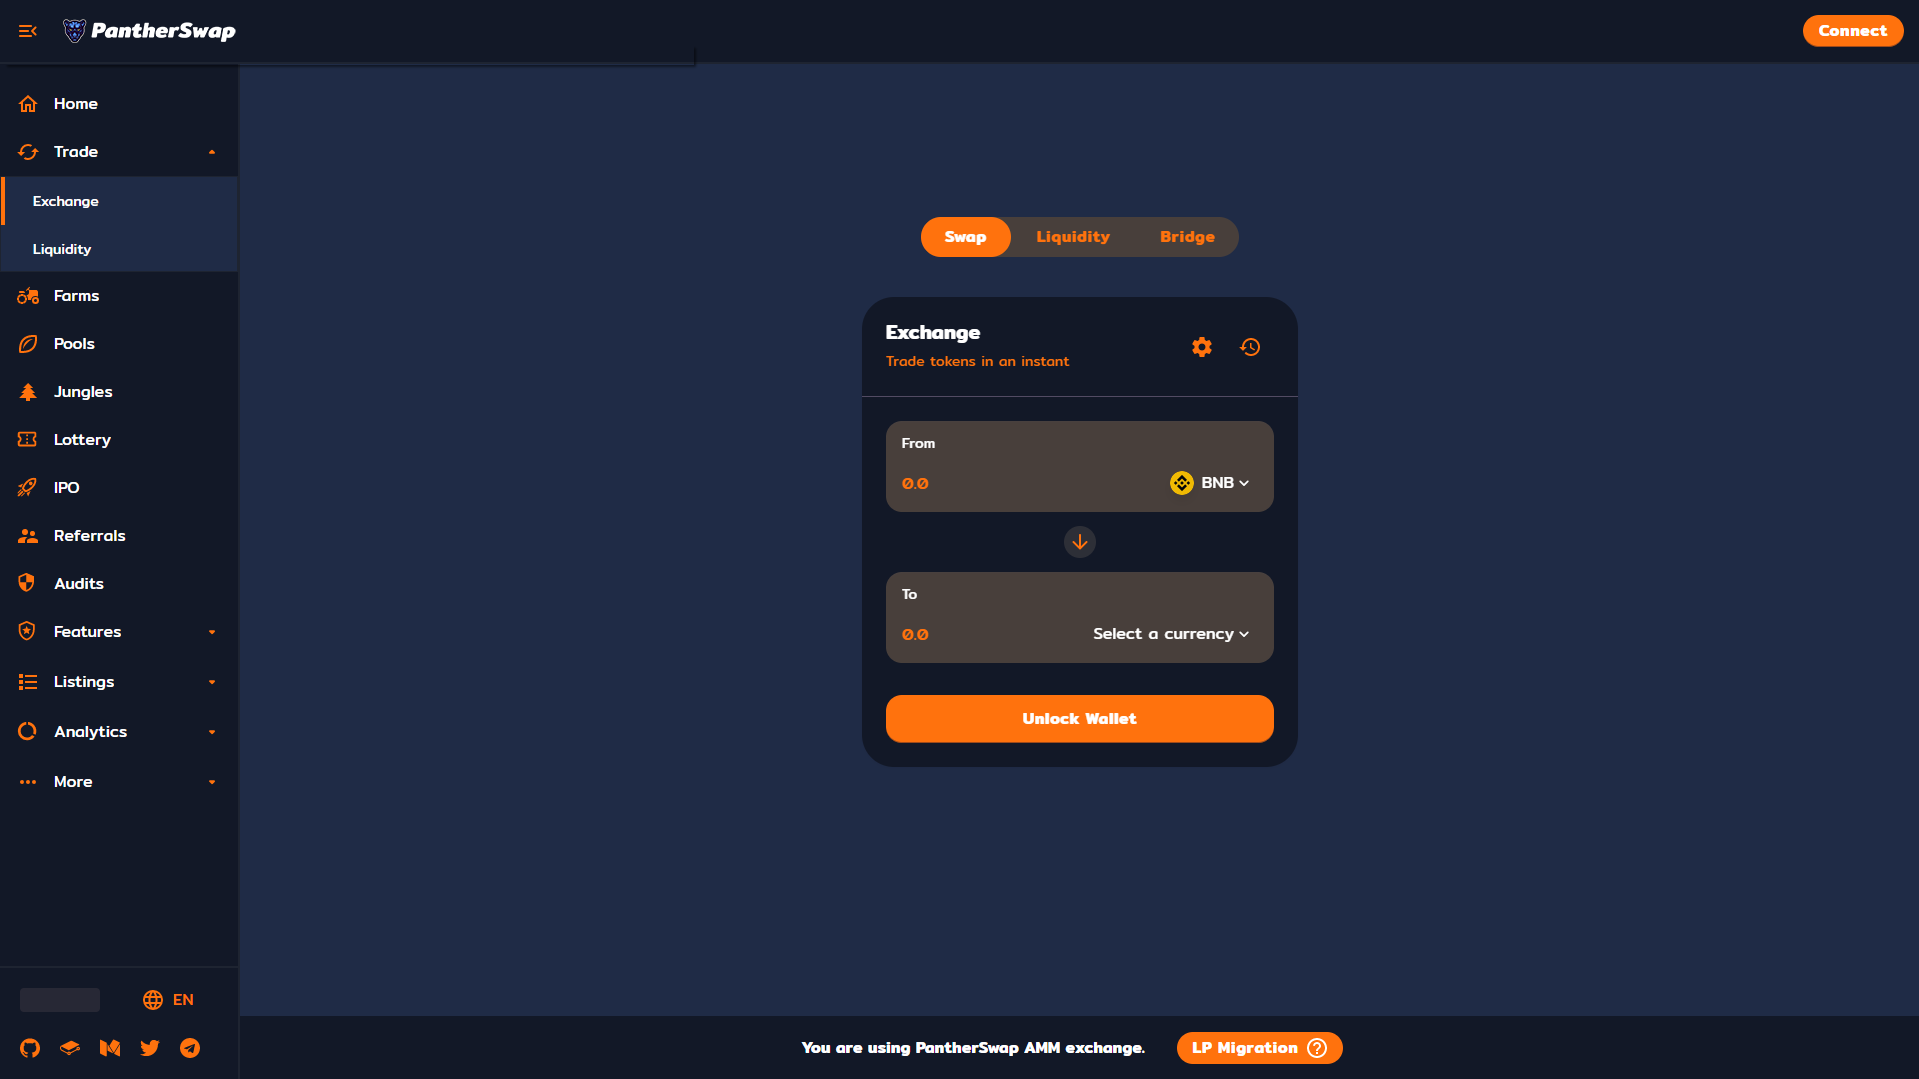 PantherSwap
Connect
Home
Trade
Exchange
Liquidity
Farms
Pools
Jungles
Lottery
IPO
Referrals
Audits
Features
Listings
Analytics
More
EN
Swap
Liquidity
Bridge
Exchange
Trade tokens in an instant
From
0.0
BNB
To
0.0
Select a currency
Unlock Wallet
You are using PantherSwap AMM exchange.
LP Migration